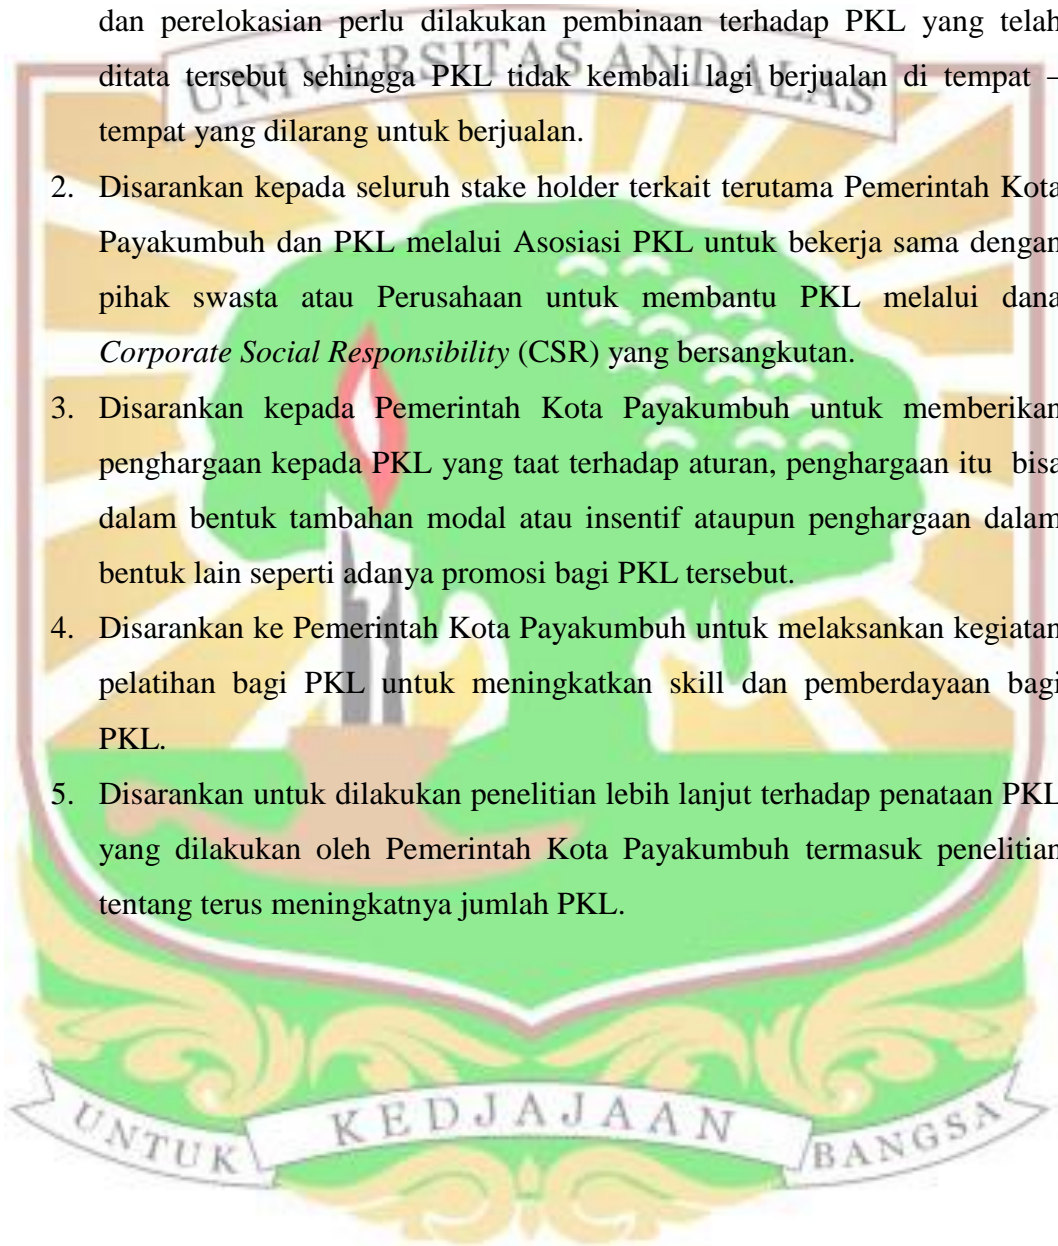 dan perelokasian perlu dilakukan pembinaan terhadap PKL yang telah
UNIVERSITAS ANDALAS
ditata tersebut sehingga PKL tidak kembali lagi berjualan di tempat –
tempat yang dilarang untuk berjualan.
2. Disarankan kepada seluruh stake holder terkait terutama Pemerintah Kota
Payakumbuh dan PKL melalui Asosiasi PKL untuk bekerja sama dengan
pihak swasta atau Perusahaan untuk membantu PKL melalui dana
Corporate Social Responsibility (CSR) yang bersangkutan.
3. Disarankan kepada Pemerintah Kota Payakumbuh untuk memberikan
penghargaan kepada PKL yang taat terhadap aturan, penghargaan itu bisa
dalam bentuk tambahan modal atau insentif ataupun penghargaan dalam
bentuk lain seperti adanya promosi bagi PKL tersebut.
4. Disarankan ke Pemerintah Kota Payakumbuh untuk melaksankan kegiatan
pelatihan bagi PKL untuk meningkatkan skill dan pemberdayaan bagi
PKL.
5. Disarankan untuk dilakukan penelitian lebih lanjut terhadap penataan PKL
yang dilakukan oleh Pemerintah Kota Payakumbuh termasuk penelitian
tentang terus meningkatnya jumlah PKL.
UNTUK KEDJAJAAN BANGSA